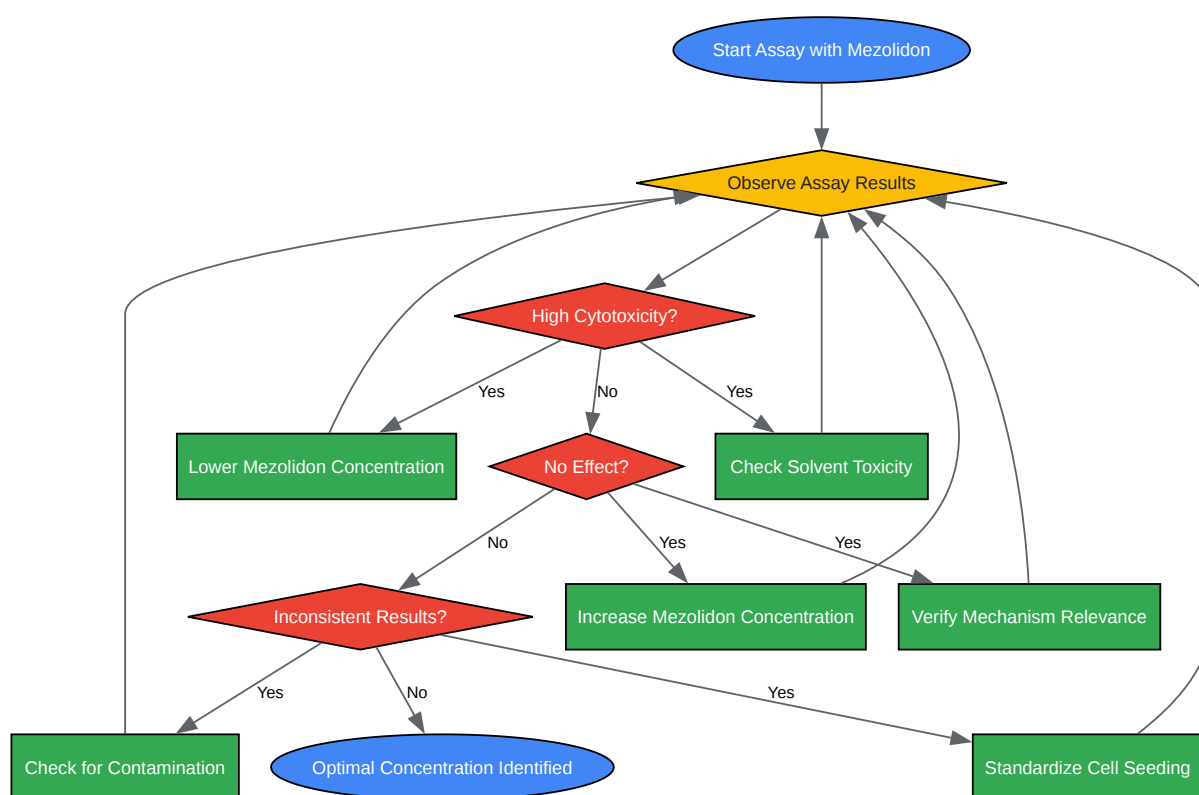 Start Assay with Mezolidon
Observe Assay Results
High Cytotoxicity?
Yes
No
Yes
Lower Mezolidon Concentration
No Effect?
Check Solvent Toxicity
No
Yes
Yes
Inconsistent Results?
Increase Mezolidon Concentration
Verify Mechanism Relevance
Yes
No
Yes
Check for Contamination
Optimal Concentration Identified
Standardize Cell Seeding